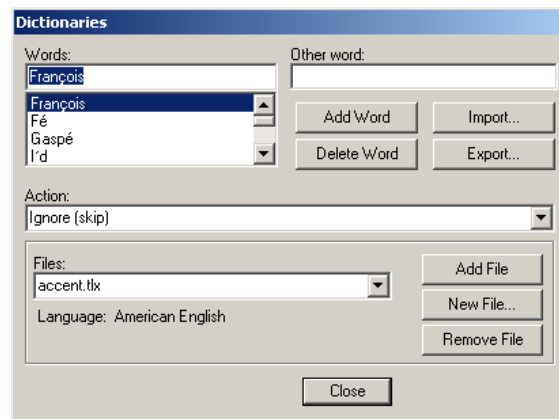 Dictionaries
Words:
Other word:
François
François
Fé
Gaspé
I'd
Add Word
Import...
Delete Word
Export...
Action:
Ignore (skip)
Files:
accent.tlx
Language: American English
Add File
New File...
Remove File
Close